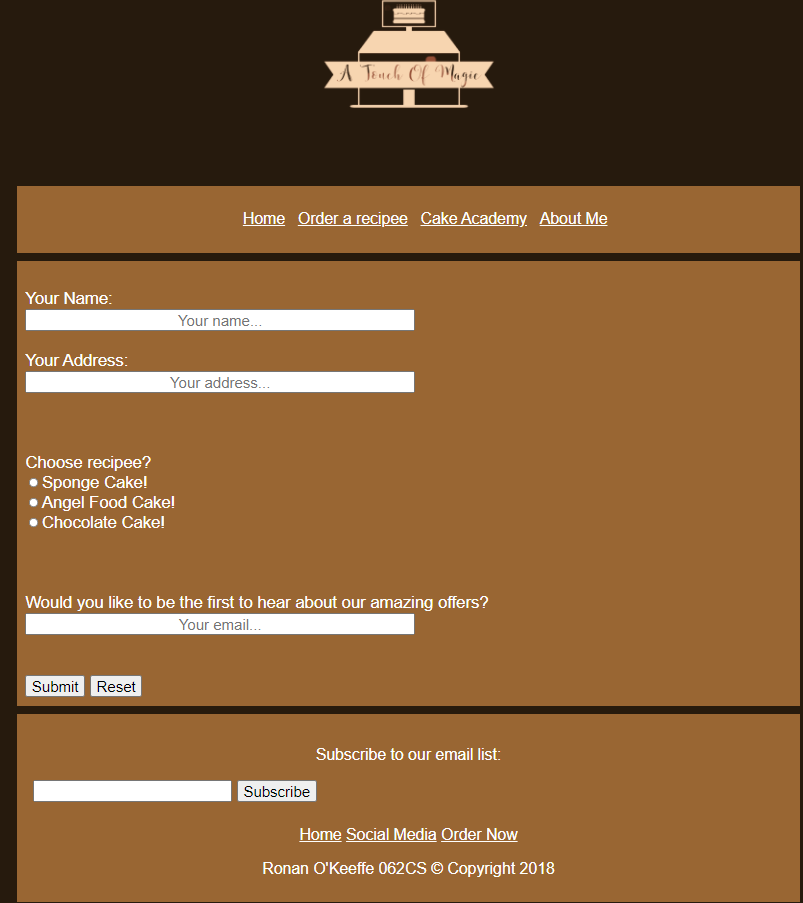 A Touch Of Magic
Home Order a recipee Cake Academy About Me
Your Name:
Your name...
Your Address:
Your address...
Choose recipee?
Sponge Cake!
Angel Food Cake!
Chocolate Cake!
Would you like to be the first to hear about our amazing offers?
Your email...
Submit Reset
Subscribe to our email list:
Subscribe
Home Social Media Order Now
Ronan O'Keeffe 062CS © Copyright 2018